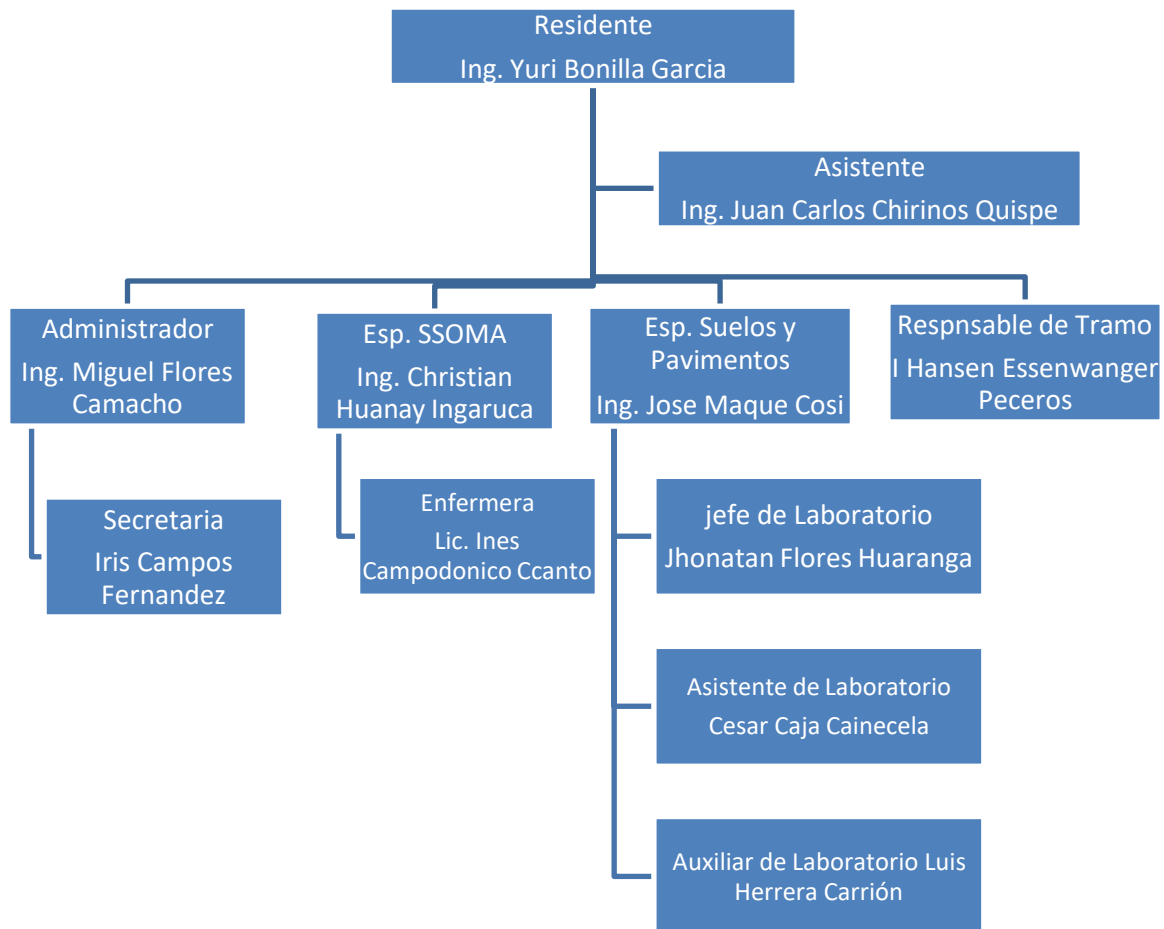 Residente
Ing. Yuri Bonilla Garcia
Asistente
Ing. Juan Carlos Chirinos Quispe
Administrador
Ing. Miguel Flores
Camacho
Esp. SSOMA
Ing. Christian
Huanay Ingaruca
Esp. Suelos y
Pavimentos
Ing. Jose Maque Cosi
Respnsable de Tramo
I Hansen Essenwanger
Peceros
Secretaria
Iris Campos
Fernandez
Enfermera
Lic. Ines
Campodonico Ccanto
jefe de Laboratorio
Jhonatan Flores Huaranga
Asistente de Laboratorio
Cesar Caja Cainecela
Auxiliar de Laboratorio Luis
Herrera Carrión